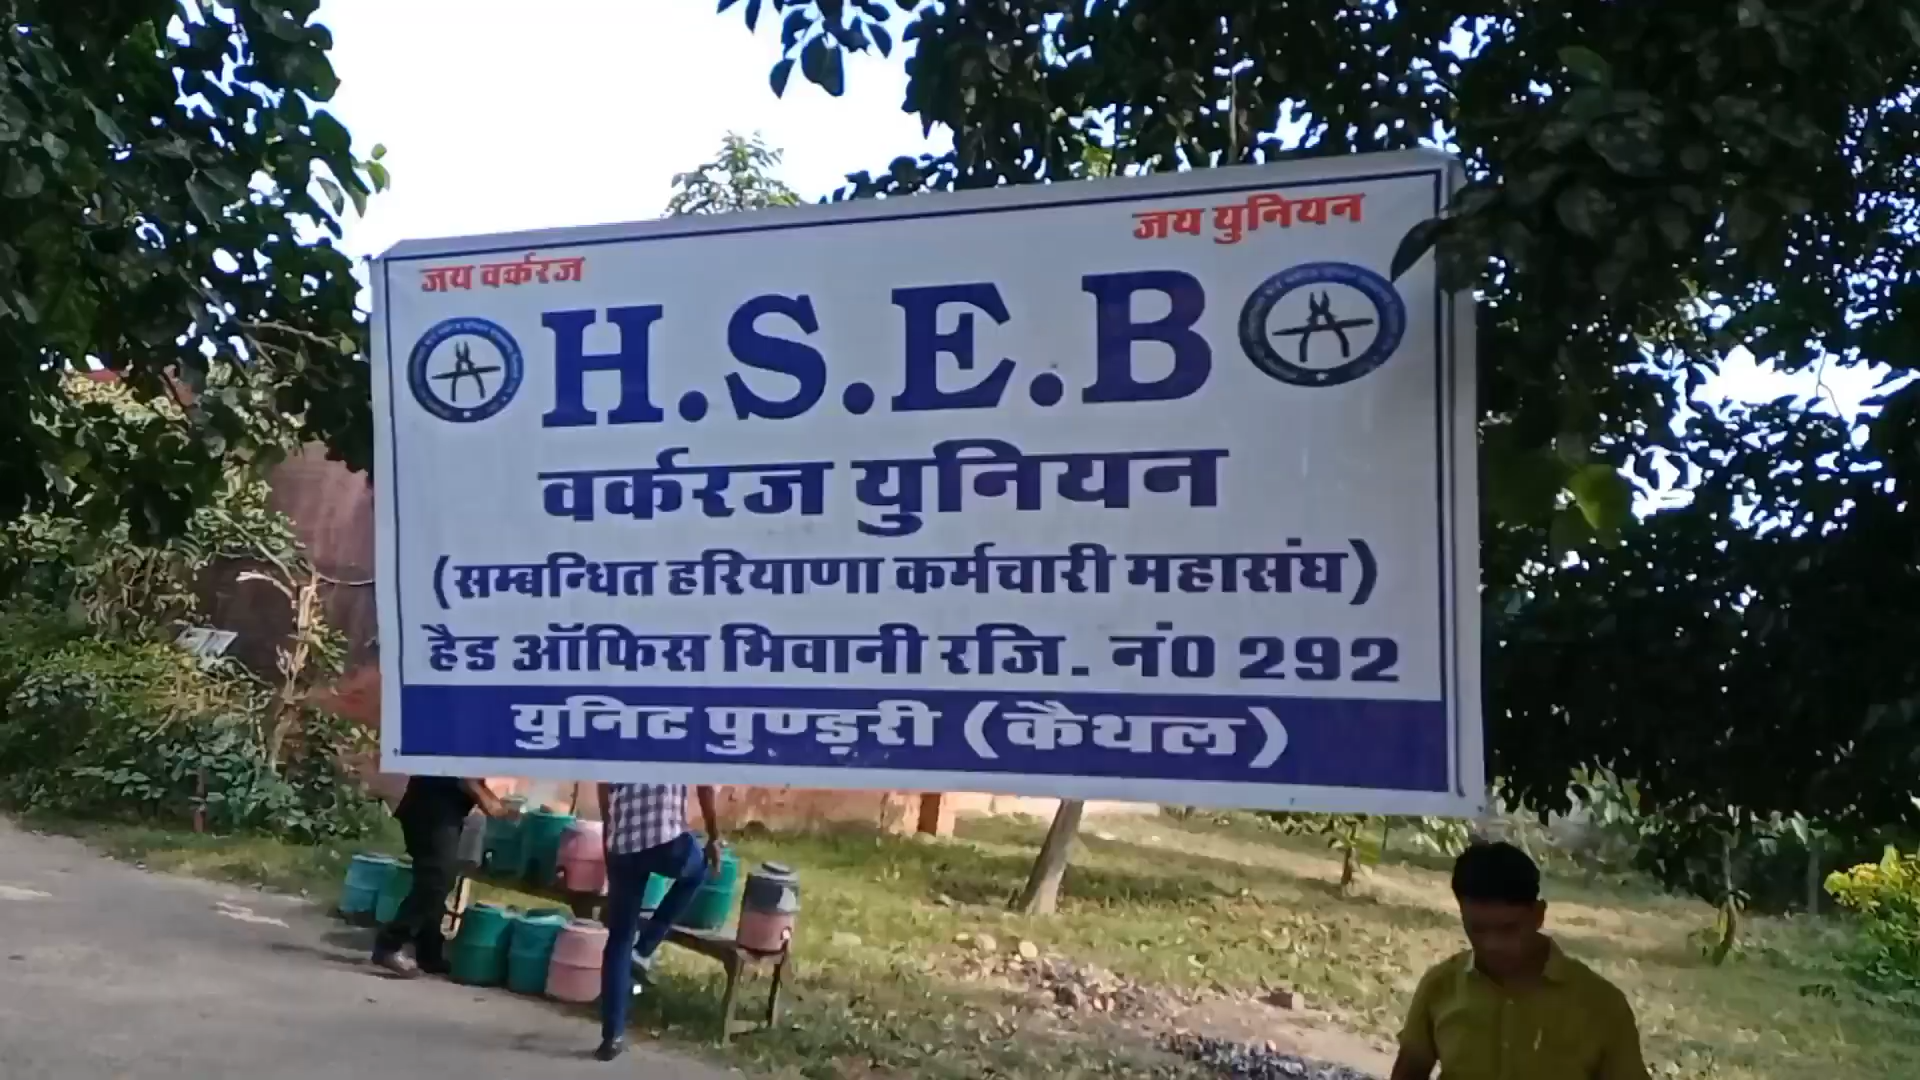 जय वर्करज
जय युनियन
H.S.E.B
वर्करज युनियन
(सम्बन्धित हरियाणा कर्मचारी महासंघ)
हैड ऑफिस भिवानी रजि. नं0 292
युनिट पुण्ड़री (कैथल)